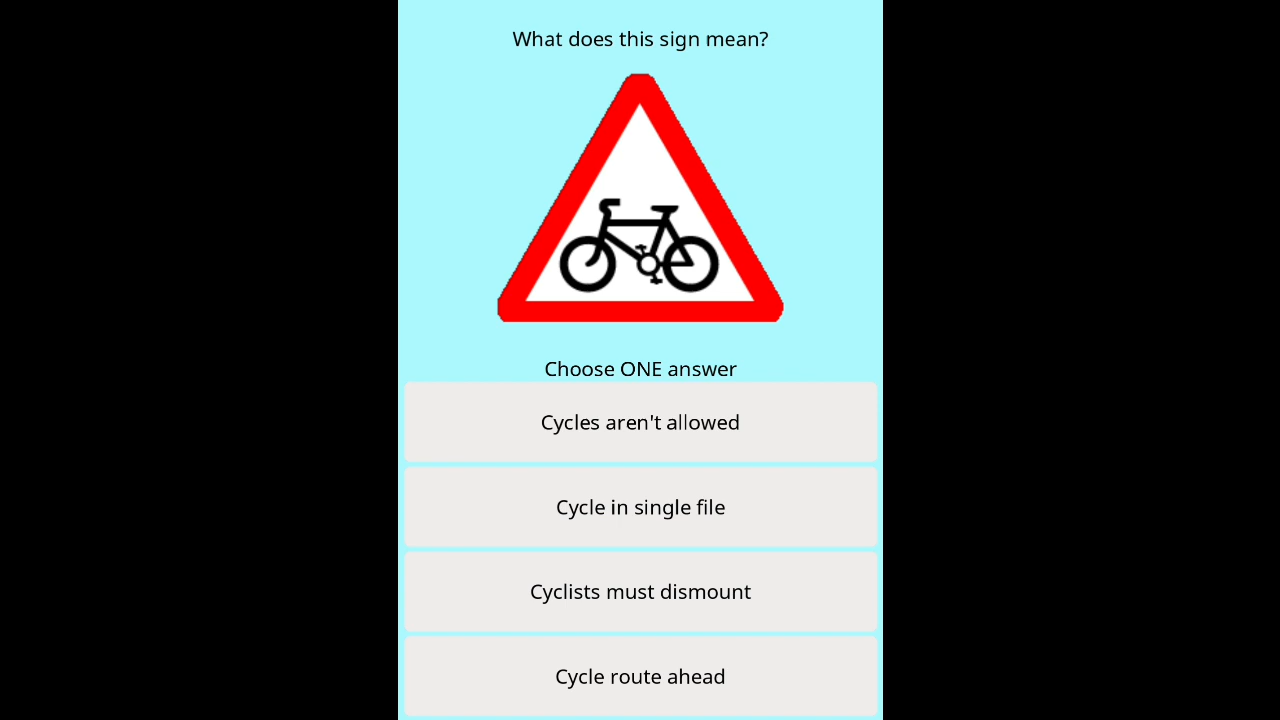 What does this sign mean?
Choose ONE answer
Cycles aren't allowed
Cycle in single file
Cyclists must dismount
Cycle route ahead